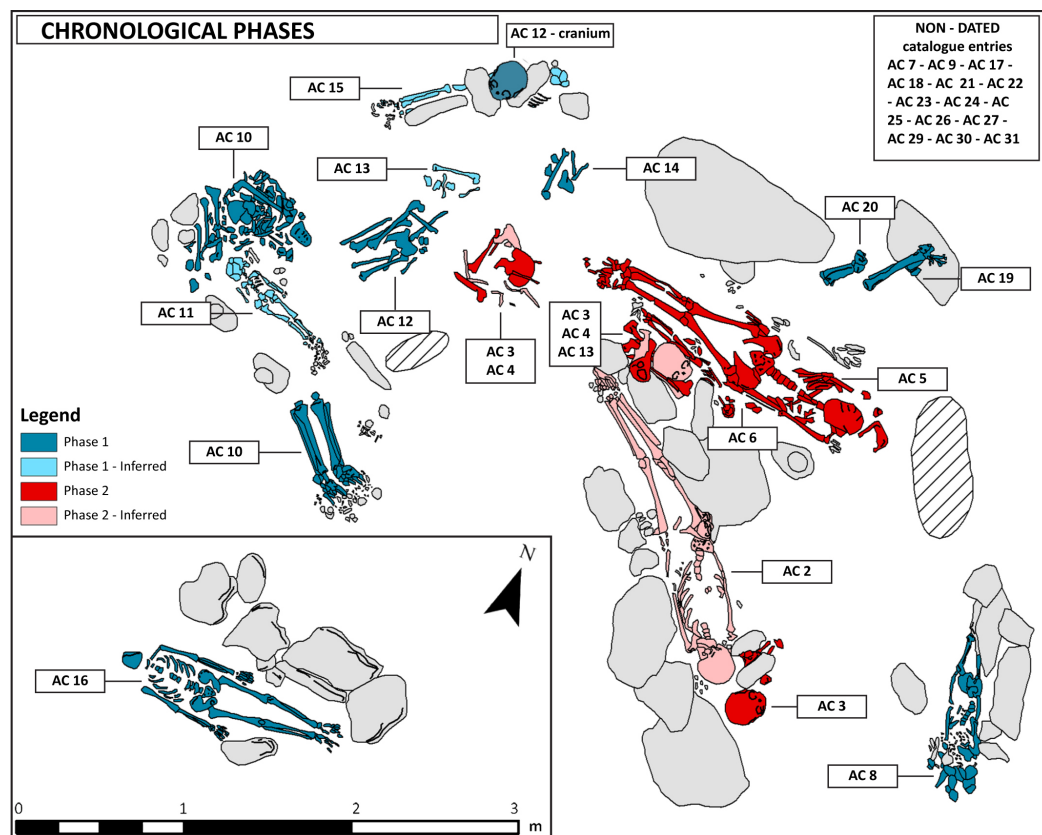 CHRONOLOGICAL PHASES
AC 12 - cranium
NON - DATED
catalogue entries
AC 7 - AC 9 - AC 17 -
AC 18 - AC 21 - AC 22
- AC 23 - AC 24 - AC
25 - AC 26 - AC 27 -
AC 29 - AC 30 - AC 31
AC 15
AC 10
AC 13
AC 14
AC 20
AC 19
AC 11
AC 12
AC 3
AC 4
AC 3
AC 4
AC 13
AC 5
AC 6
Legend
Phase 1
Phase 1 - Inferred
Phase 2
Phase 2 - Inferred
AC 10
AC 2
N
AC 16
AC 3
AC 8
0 1 2 3
m